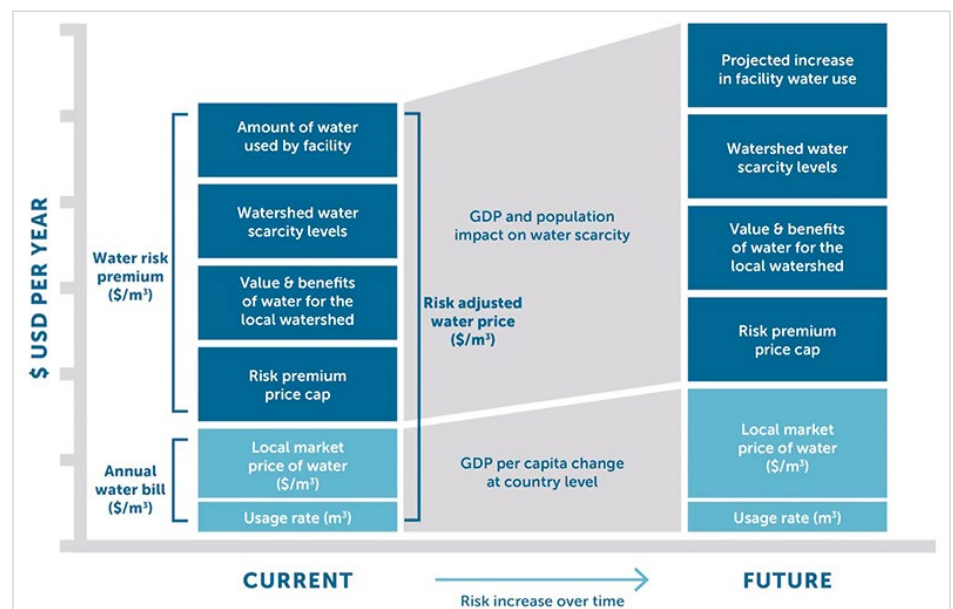 $ USD PER YEAR
Water risk
premium
($/m³)
Annual
water bill
($/m³)
Amount of water
used by facility
Watershed water
scarcity levels
Value & benefits
of water for the
local watershed
Risk premium
price cap
Local market
price of water
($/m³)
Usage rate (m³)
Risk adjusted
water price
($/m³)
GDP and population
impact on water scarcity
GDP per capita change
at country level
Projected increase
in facility water use
Watershed water
scarcity levels
Value & benefits
of water for the
local watershed
Risk premium
price cap
Local market
price of water
($/m³)
Usage rate (m³)
CURRENT
Risk increase over time
FUTURE